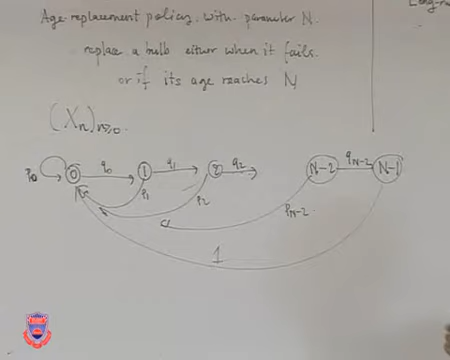 Age replacement policy with parameter N.
replace a bulb either when it fails.
or if its age reaches N
(Xn)n≥0.
p0 0 q0 1 q1 2 q2 N-2 qN-2 N-1
p1 p2 pN-2
1